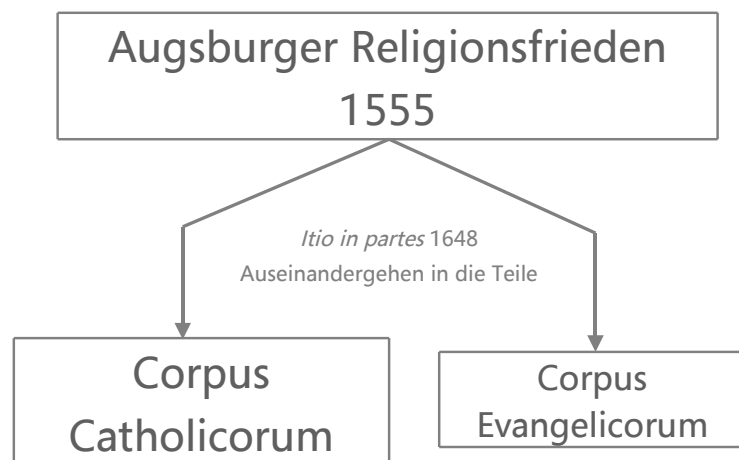 Augsburger Religionsfrieden
1555
Itio in partes 1648
Auseinandergehen in die Teile
Corpus
Catholicorum
Corpus
Evangelicorum